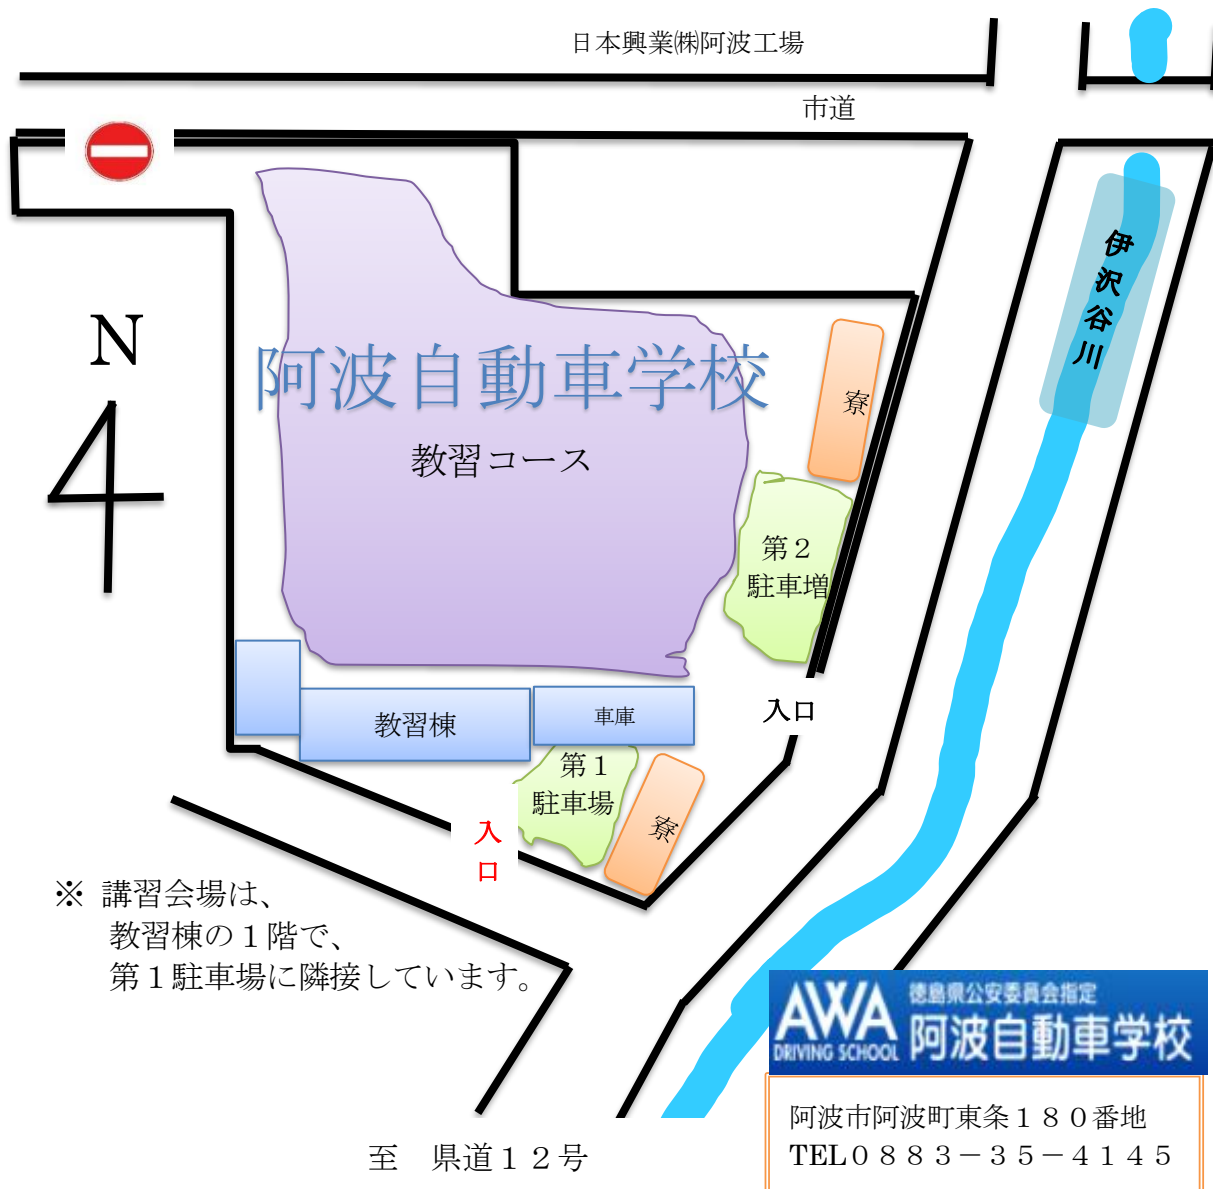 日本興業㈱阿波工場
市道
伊沢谷川
N
阿波自動車学校
教習コース
寮
第２
駐車増
入口
教習棟
車庫
第１
駐車場
寮
入
口
※ 講習会場は、
教習棟の１階で、
第１駐車場に隣接しています。
AWA
DRIVING SCHOOL
徳島県公安委員会指定
阿波自動車学校
阿波市阿波町東条１８０番地
TEL０８８３－３５－４１４５
至　県道１２号